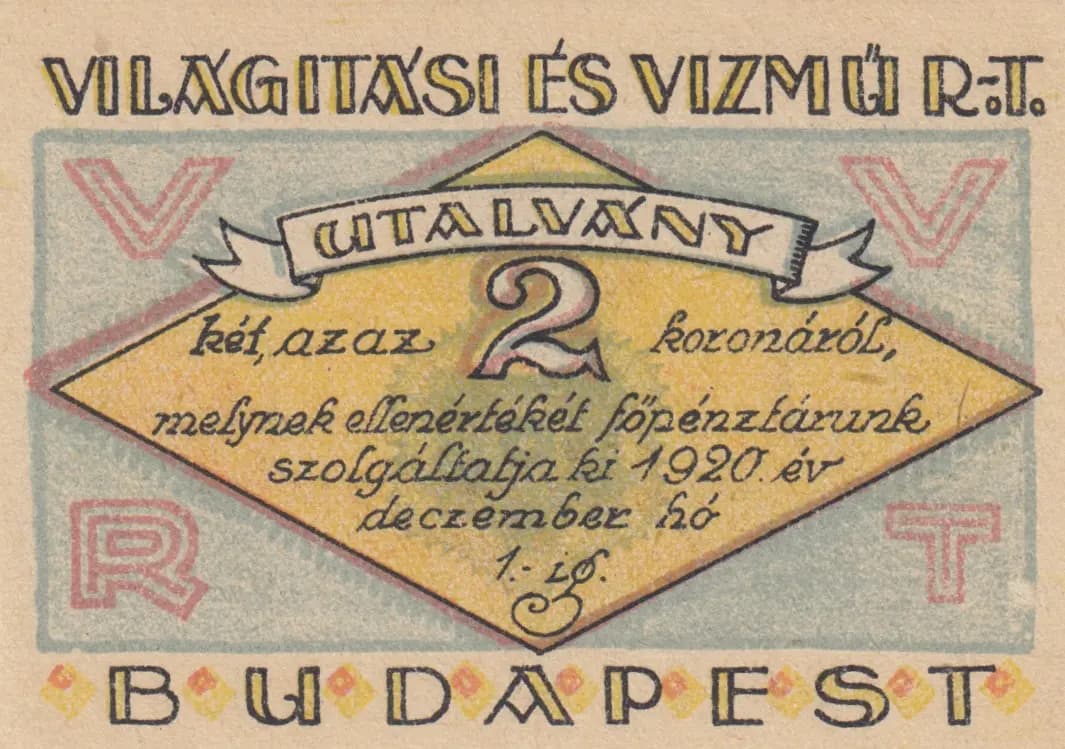 VILÁGITÁSI ÉS VIZMŰ R.-T.
V V
UTALVÁNY
két, azaz 2 koronáról,
melynek ellenértékét főpénztárunk
szolgáltatja ki 1920. év
deczember hó
1.- ig.
R T
BUDAPEST